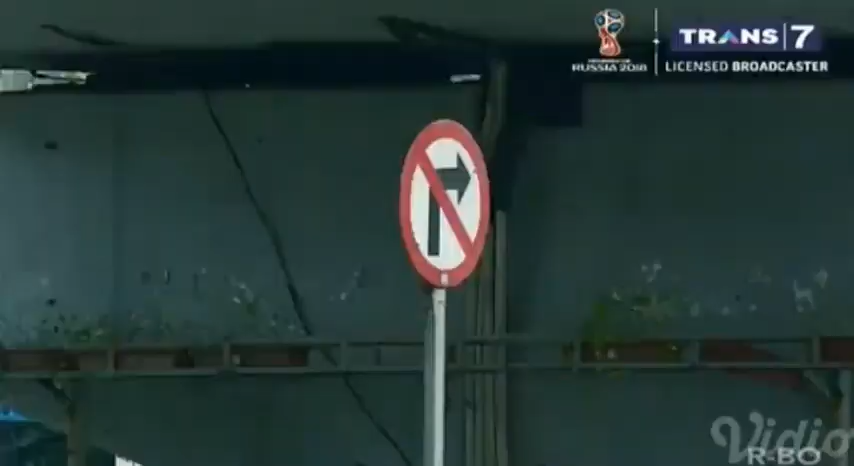 RUSSIA 2018
TRANS|7
LICENSED BROADCASTER
Vidio
R-BO